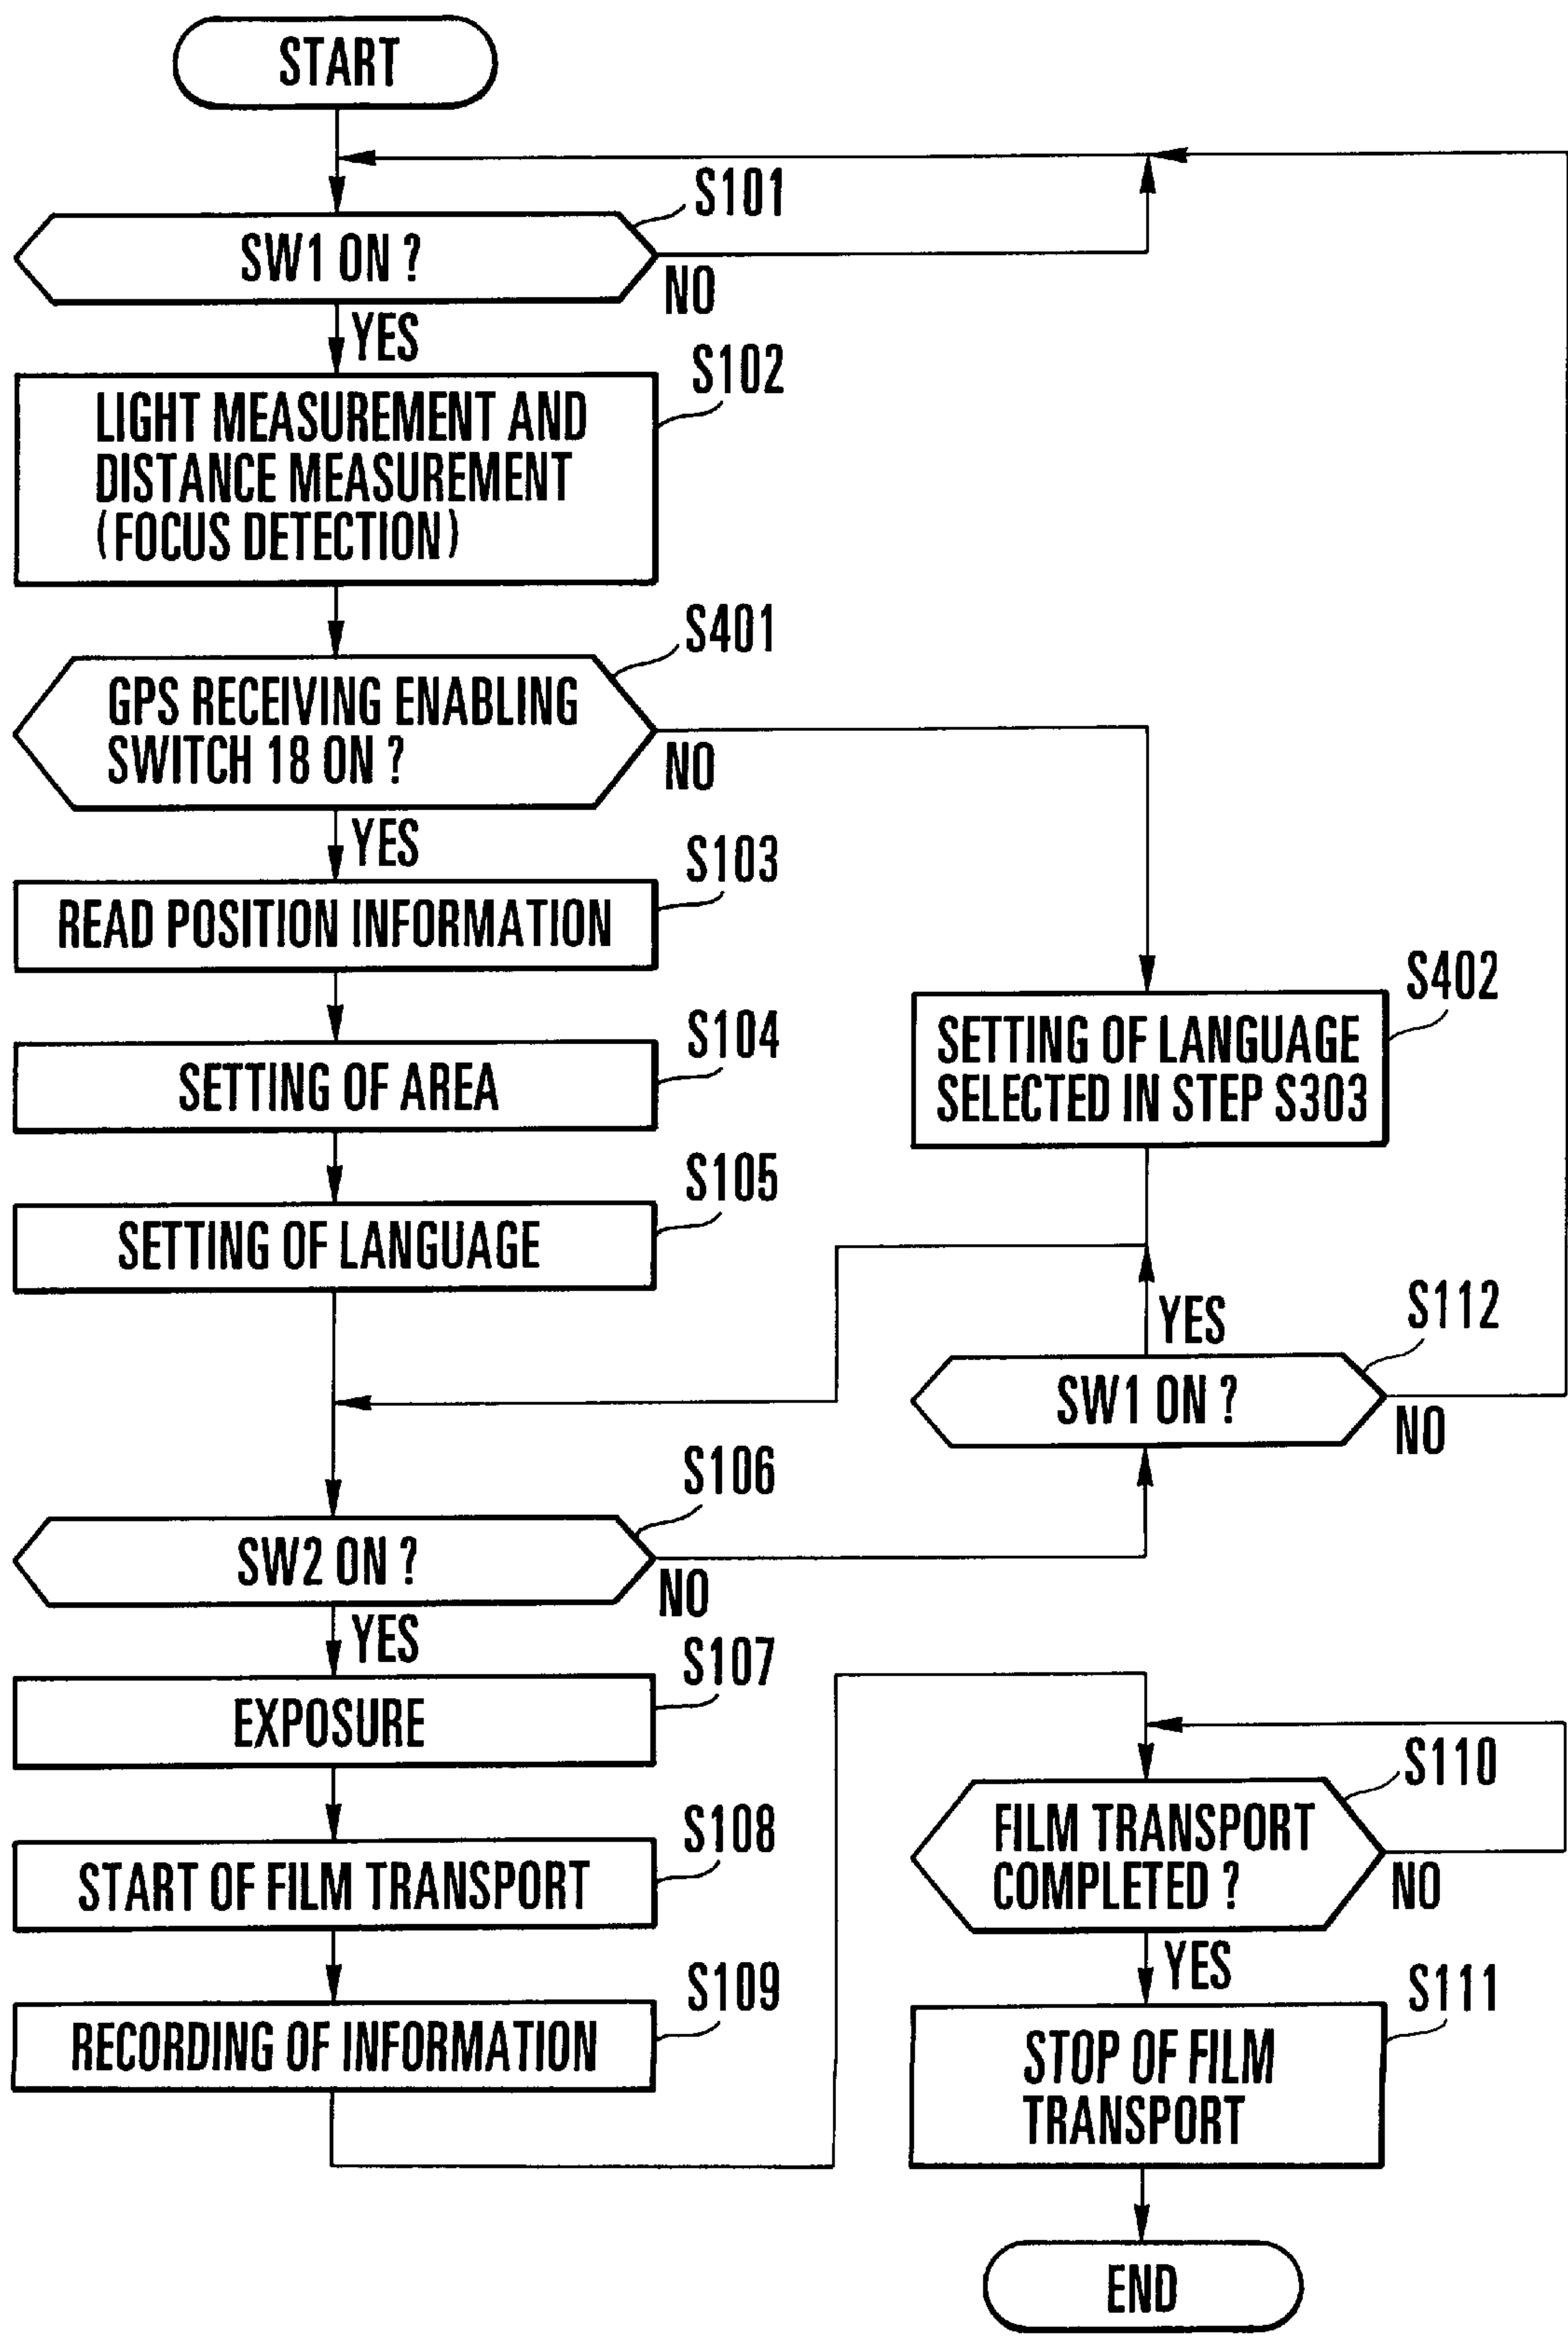 START
S101
SW1 ON ?
NO
YES
S102
LIGHT MEASUREMENT AND
DISTANCE MEASUREMENT
(FOCUS DETECTION)
S401
GPS RECEIVING ENABLING
SWITCH 18 ON ?
NO
YES
S103
READ POSITION INFORMATION
S104
SETTING OF AREA
S105
SETTING OF LANGUAGE
S402
SETTING OF LANGUAGE
SELECTED IN STEP S303
YES
S112
SW1 ON ?
NO
S106
SW2 ON ?
NO
YES
S107
EXPOSURE
S108
START OF FILM TRANSPORT
S109
RECORDING OF INFORMATION
S110
FILM TRANSPORT
COMPLETED ?
NO
YES
S111
STOP OF FILM
TRANSPORT
END